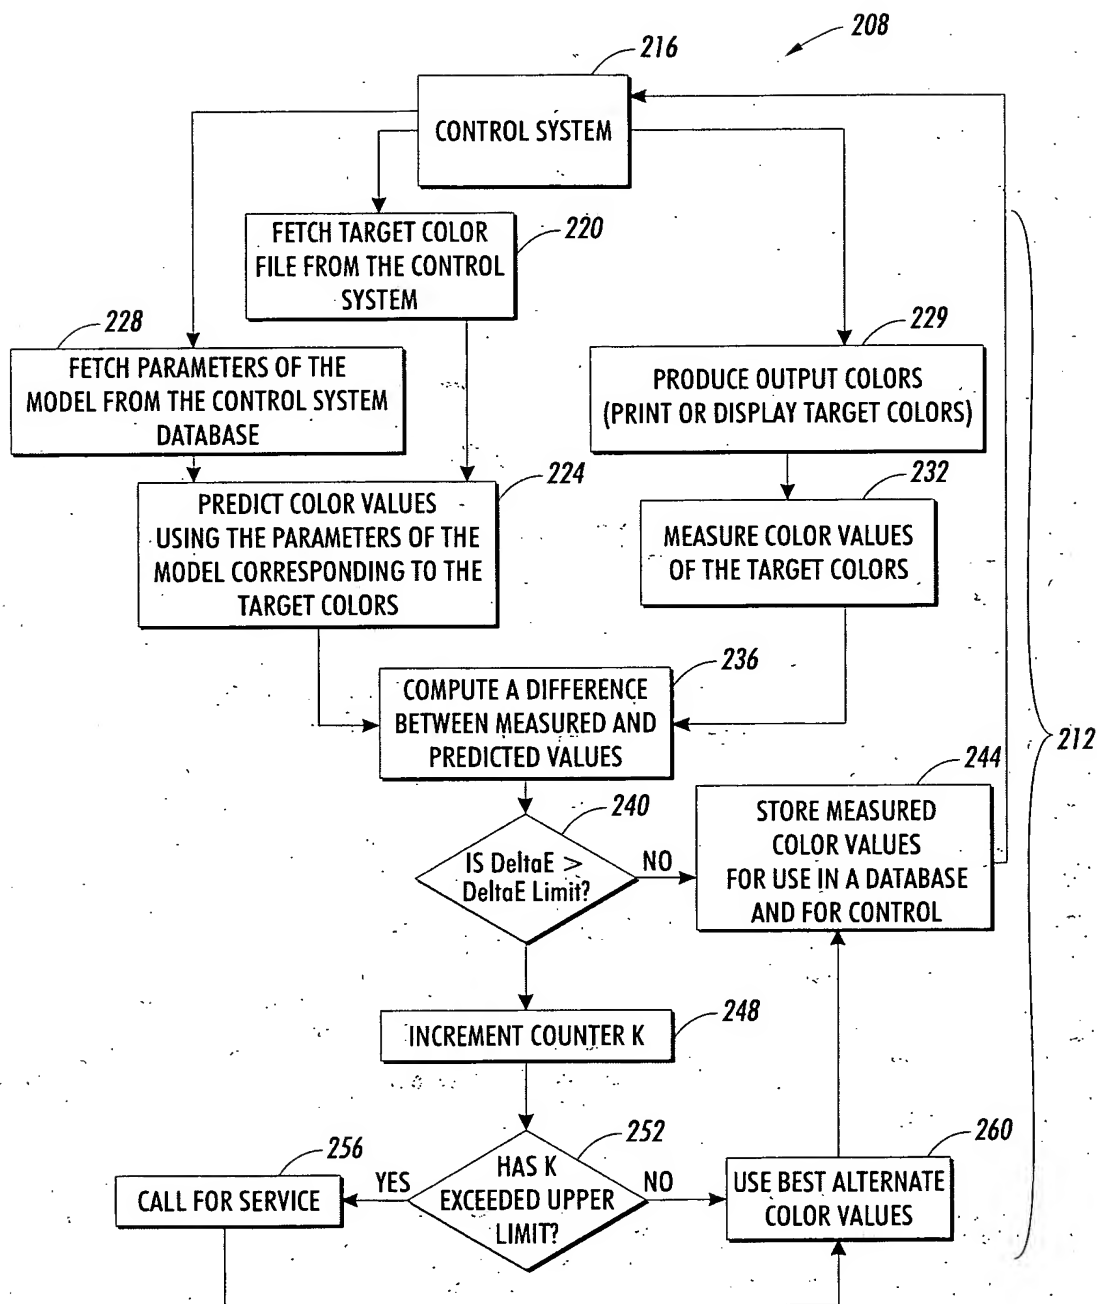 208
216
CONTROL SYSTEM
FETCH TARGET COLOR
FILE FROM THE CONTROL
SYSTEM
220
228
FETCH PARAMETERS OF THE
MODEL FROM THE CONTROL SYSTEM
DATABASE
229
PRODUCE OUTPUT COLORS
(PRINT OR DISPLAY TARGET COLORS)
224
PREDICT COLOR VALUES
USING THE PARAMETERS OF THE
MODEL CORRESPONDING TO THE
TARGET COLORS
232
MEASURE COLOR VALUES
OF THE TARGET COLORS
236
COMPUTE A DIFFERENCE
BETWEEN MEASURED AND
PREDICTED VALUES
212
240
IS DeltaE >
DeltaE Limit?
NO
244
STORE MEASURED
COLOR VALUES
FOR USE IN A DATABASE
AND FOR CONTROL
248
INCREMENT COUNTER K
252
HAS K
EXCEEDED UPPER
LIMIT?
YES
NO
256
CALL FOR SERVICE
260
USE BEST ALTERNATE
COLOR VALUES